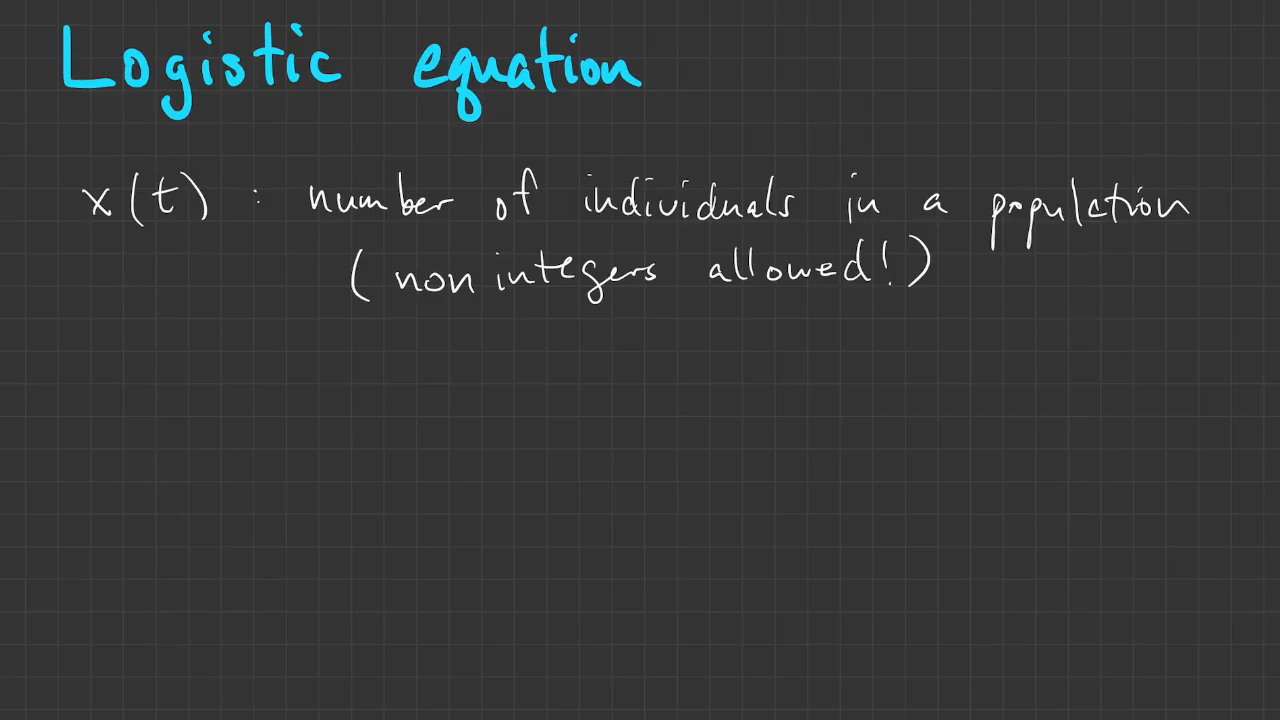 Logistic equation
x(t) : number of individuals in a population
(non integers allowed!)